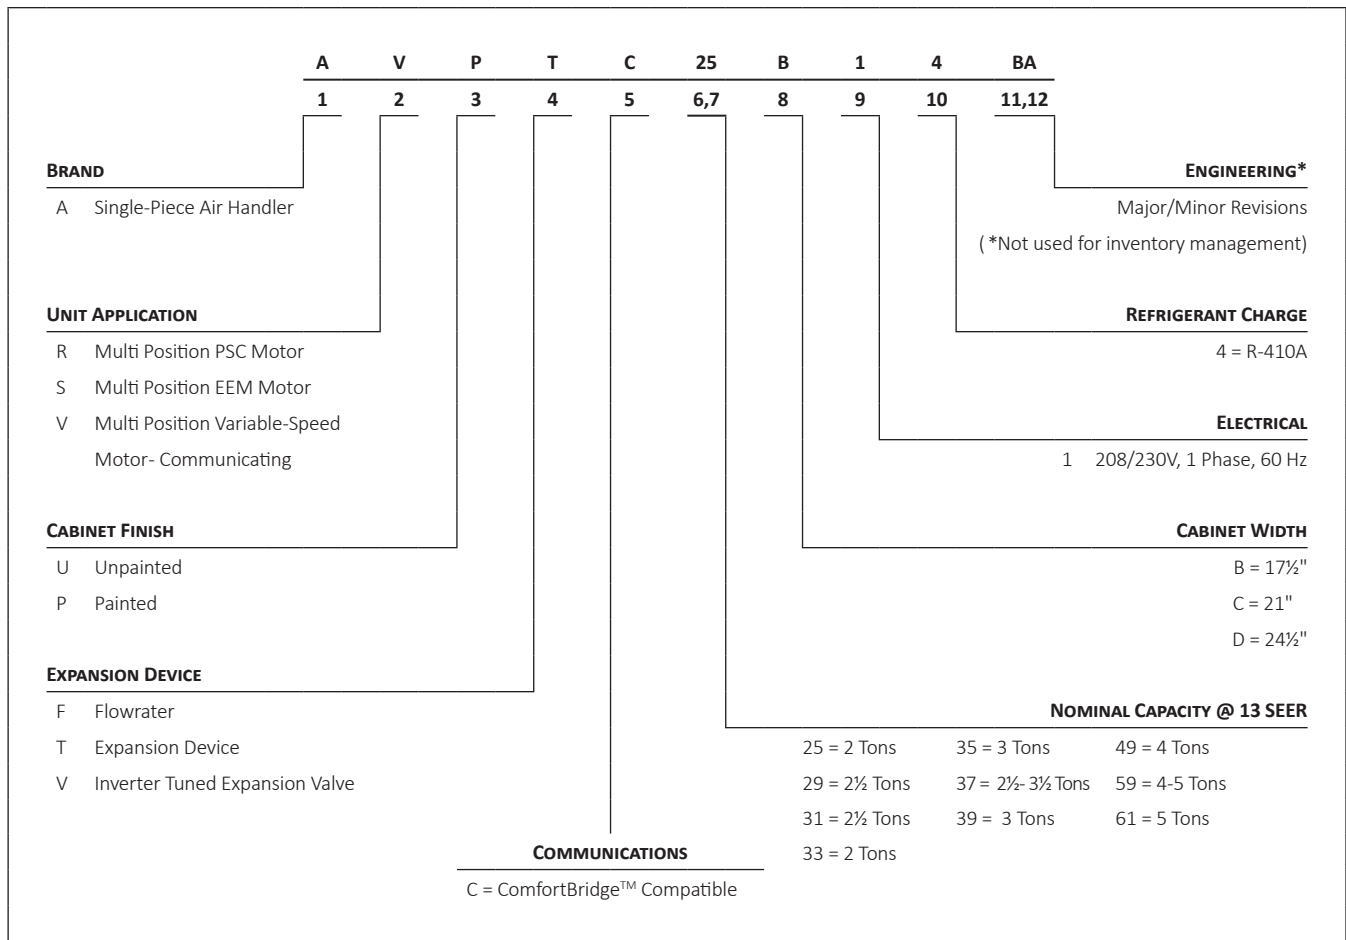 A V P T C 25 B 1 4 BA
1 2 3 4 5 6,7 8 9 10 11,12
BRAND
A Single-Piece Air Handler
UNIT APPLICATION
R Multi Position PSC Motor
S Multi Position EEM Motor
V Multi Position Variable-Speed
Motor- Communicating
CABINET FINISH
U Unpainted
P Painted
EXPANSION DEVICE
F Flowrater
T Expansion Device
V Inverter Tuned Expansion Valve
COMMUNICATIONS
C = ComfortBridge™ Compatible
ENGINEERING*
Major/Minor Revisions
( *Not used for inventory management)
REFRIGERANT CHARGE
4 = R-410A
ELECTRICAL
1 208/230V, 1 Phase, 60 Hz
CABINET WIDTH
B = 17½"
C = 21"
D = 24½"
NOMINAL CAPACITY @ 13 SEER
25 = 2 Tons 35 = 3 Tons 49 = 4 Tons
29 = 2½ Tons 37 = 2½- 3½ Tons 59 = 4-5 Tons
31 = 2½ Tons 39 = 3 Tons 61 = 5 Tons
33 = 2 Tons